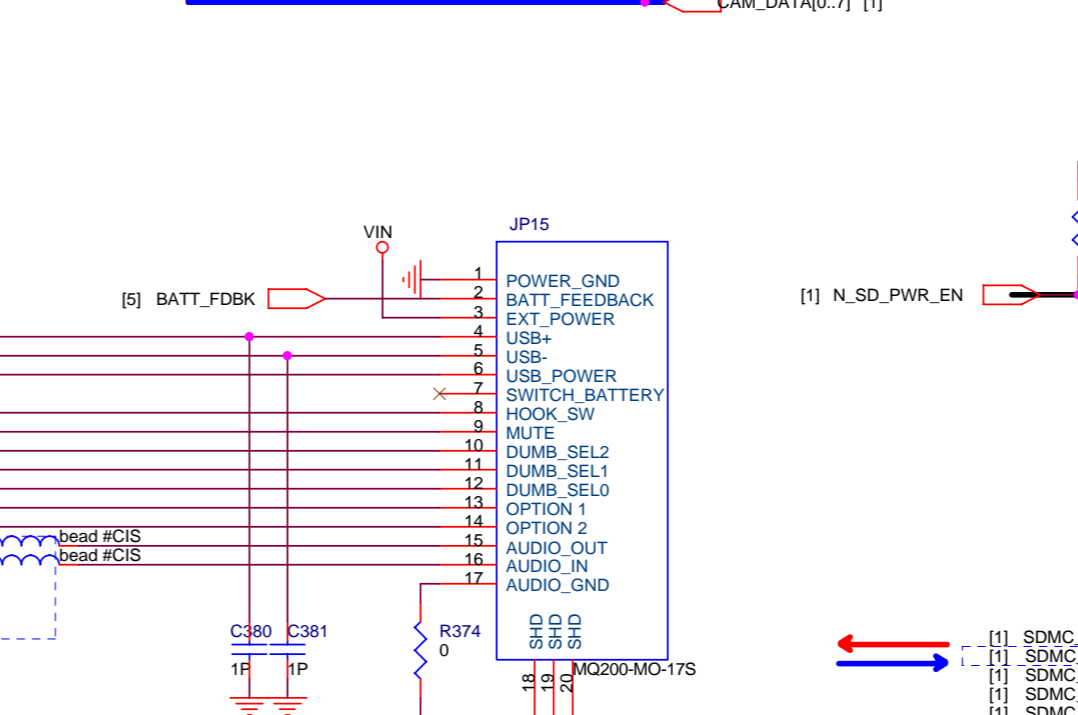 CAM_DATA[0..7] [1]
JP15
VIN
[5] BATT_FDBK
[1] N_SD_PWR_EN
1 POWER_GND
2 BATT_FEEDBACK
3 EXT_POWER
4 USB+
5 USB-
6 USB_POWER
7 SWITCH_BATTERY
8 HOOK_SW
9 MUTE
10 DUMB_SEL2
11 DUMB_SEL1
12 DUMB_SEL0
13 OPTION 1
14 OPTION 2
bead #CIS
15 AUDIO_OUT
bead #CIS
16 AUDIO_IN
17 AUDIO_GND
SHD SHD SHD
C380 C381
R374
0
1P 1P
18 19 20
MQ200-MO-17S
[1] SDMC_
[1] SDMC_
[1] SDMC_
[1] SDMC_
[1] SDMC_